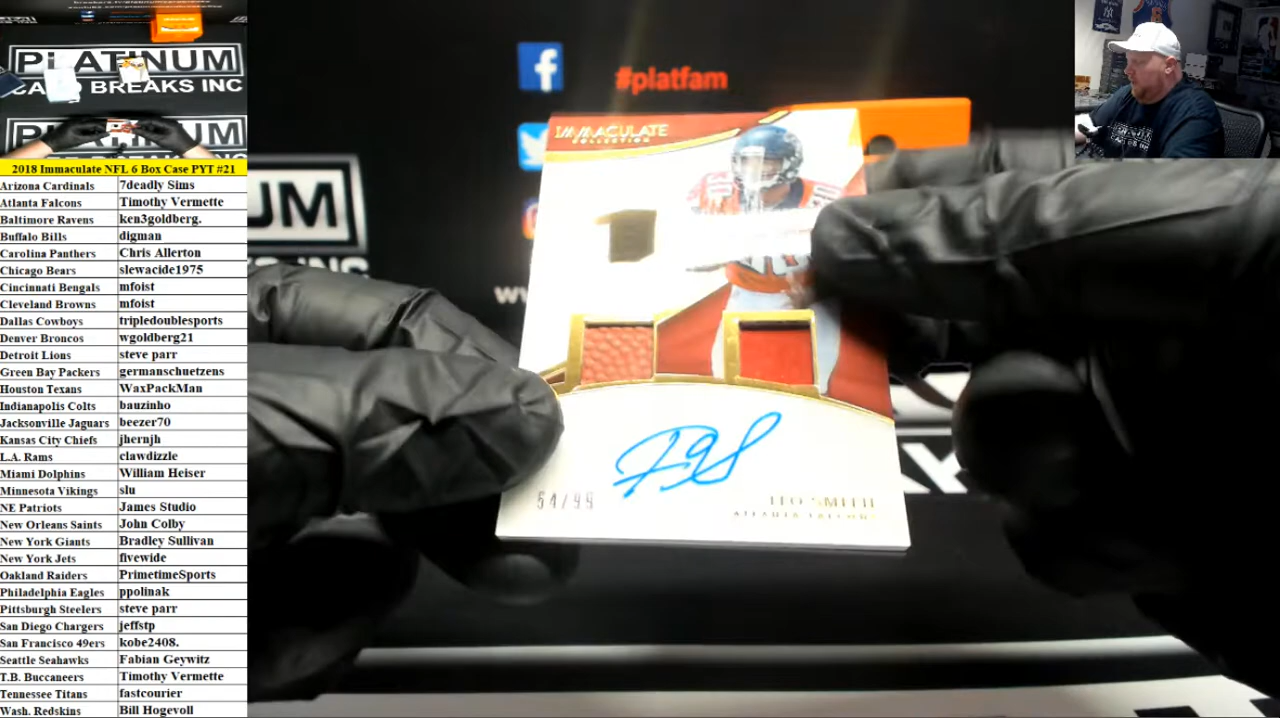 PLATINUM
CARD BREAKS INC
PLATINUM
2018 Immaculate NFL 6 Box Case PYT #21
Arizona Cardinals 7deadly Sims
Atlanta Falcons Timothy Vermette
Baltimore Ravens ken3goldberg.
Buffalo Bills digman
Carolina Panthers Chris Allerton
Chicago Bears slewacide1975
Cincinnati Bengals mfoist
Cleveland Browns mfoist
Dallas Cowboys tripledoublesports
Denver Broncos wgoldberg21
Detroit Lions steve parr
Green Bay Packers germanschuetzens
Houston Texans WaxPackMan
Indianapolis Colts bauzinho
Jacksonville Jaguars beezer70
Kansas City Chiefs jhernjh
L.A. Rams clawdizzle
Miami Dolphins William Heiser
Minnesota Vikings slu
NE Patriots James Studio
New Orleans Saints John Colby
New York Giants Bradley Sullivan
New York Jets fivewide
Oakland Raiders PrimetimeSports
Philadelphia Eagles ppolinak
Pittsburgh Steelers steve parr
San Diego Chargers jeffstp
San Francisco 49ers kobe2408.
Seattle Seahawks Fabian Geywitz
T.B. Buccaneers Timothy Vermette
Tennessee Titans fastcourier
Wash. Redskins Bill Hogevoll
#platfam
IMMACULATE
COLLECTION
54/99
ITO SMITH
ATLANTA FALCONS